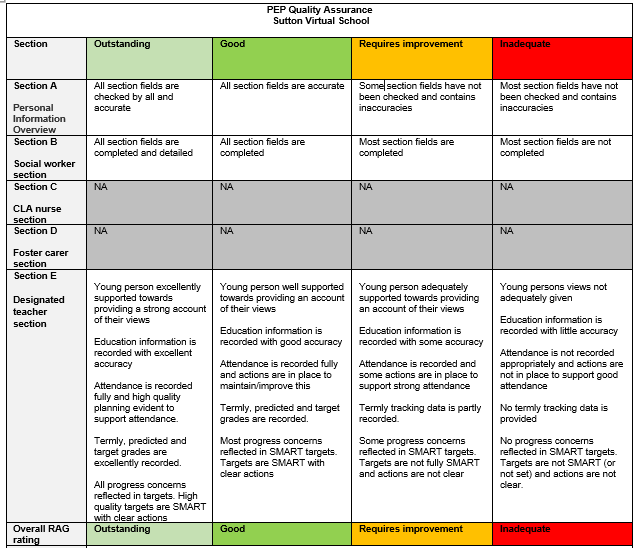 PEP Quality Assurance
Sutton Virtual School
Section
Outstanding
Good
Requires improvement
Inadequate
Section A
Personal
Information
Overview
All section fields are
checked by all and
accurate
All section fields are accurate
Some section fields have not
been checked and contains
inaccuracies
Most section fields have not
been checked and contains
inaccuracies
Section B
Social worker
section
All section fields are
completed and detailed
All section fields are
completed
Most section fields are
completed
Most section fields are not
completed
Section C
CLA nurse
section
NA
NA
NA
NA
Section D
Foster carer
section
NA
NA
NA
NA
Section E
Designated
teacher
section
Young person excellently
supported towards
providing a strong account
of their views
Education information is
recorded with excellent
accuracy
Attendance is recorded
fully and high quality
planning evident to
support attendance.
Termly, predicted and
target grades are
excellently recorded.
All progress concerns
reflected in targets. High
quality targets are SMART
with clear actions
Young person well supported
towards providing an account
of their views
Education information is
recorded with good accuracy
Attendance is recorded fully
and actions are in place to
maintain/improve this
Termly, predicted and target
grades are recorded.
Most progress concerns
reflected in SMART targets.
Targets are SMART with
clear actions
Young person adequately
supported towards providing
an account of their views
Education information is
recorded with some accuracy
Attendance is recorded and
some actions are in place to
support strong attendance
Termly tracking data is partly
recorded.
Some progress concerns
reflected in SMART targets.
Targets are not fully SMART
and actions are not clear
Young persons views not
adequately given
Education information is
recorded with little accuracy
Attendance is not recorded
appropriately and actions are
not in place to support good
attendance
No termly tracking data is
provided
No progress concerns
reflected in SMART targets.
Targets are not SMART (or
not set) and actions are not
clear.
Overall RAG
rating
Outstanding
Good
Requires improvement
Inadequate